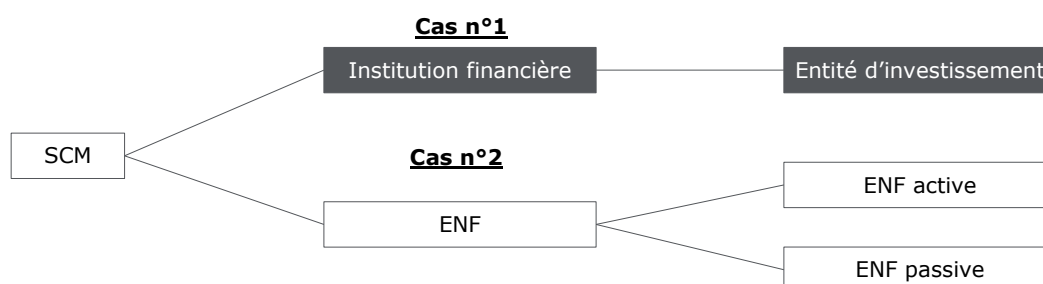 Cas n°1
Institution financière
Entité d’investissement
SCM
Cas n°2
ENF active
ENF
ENF passive